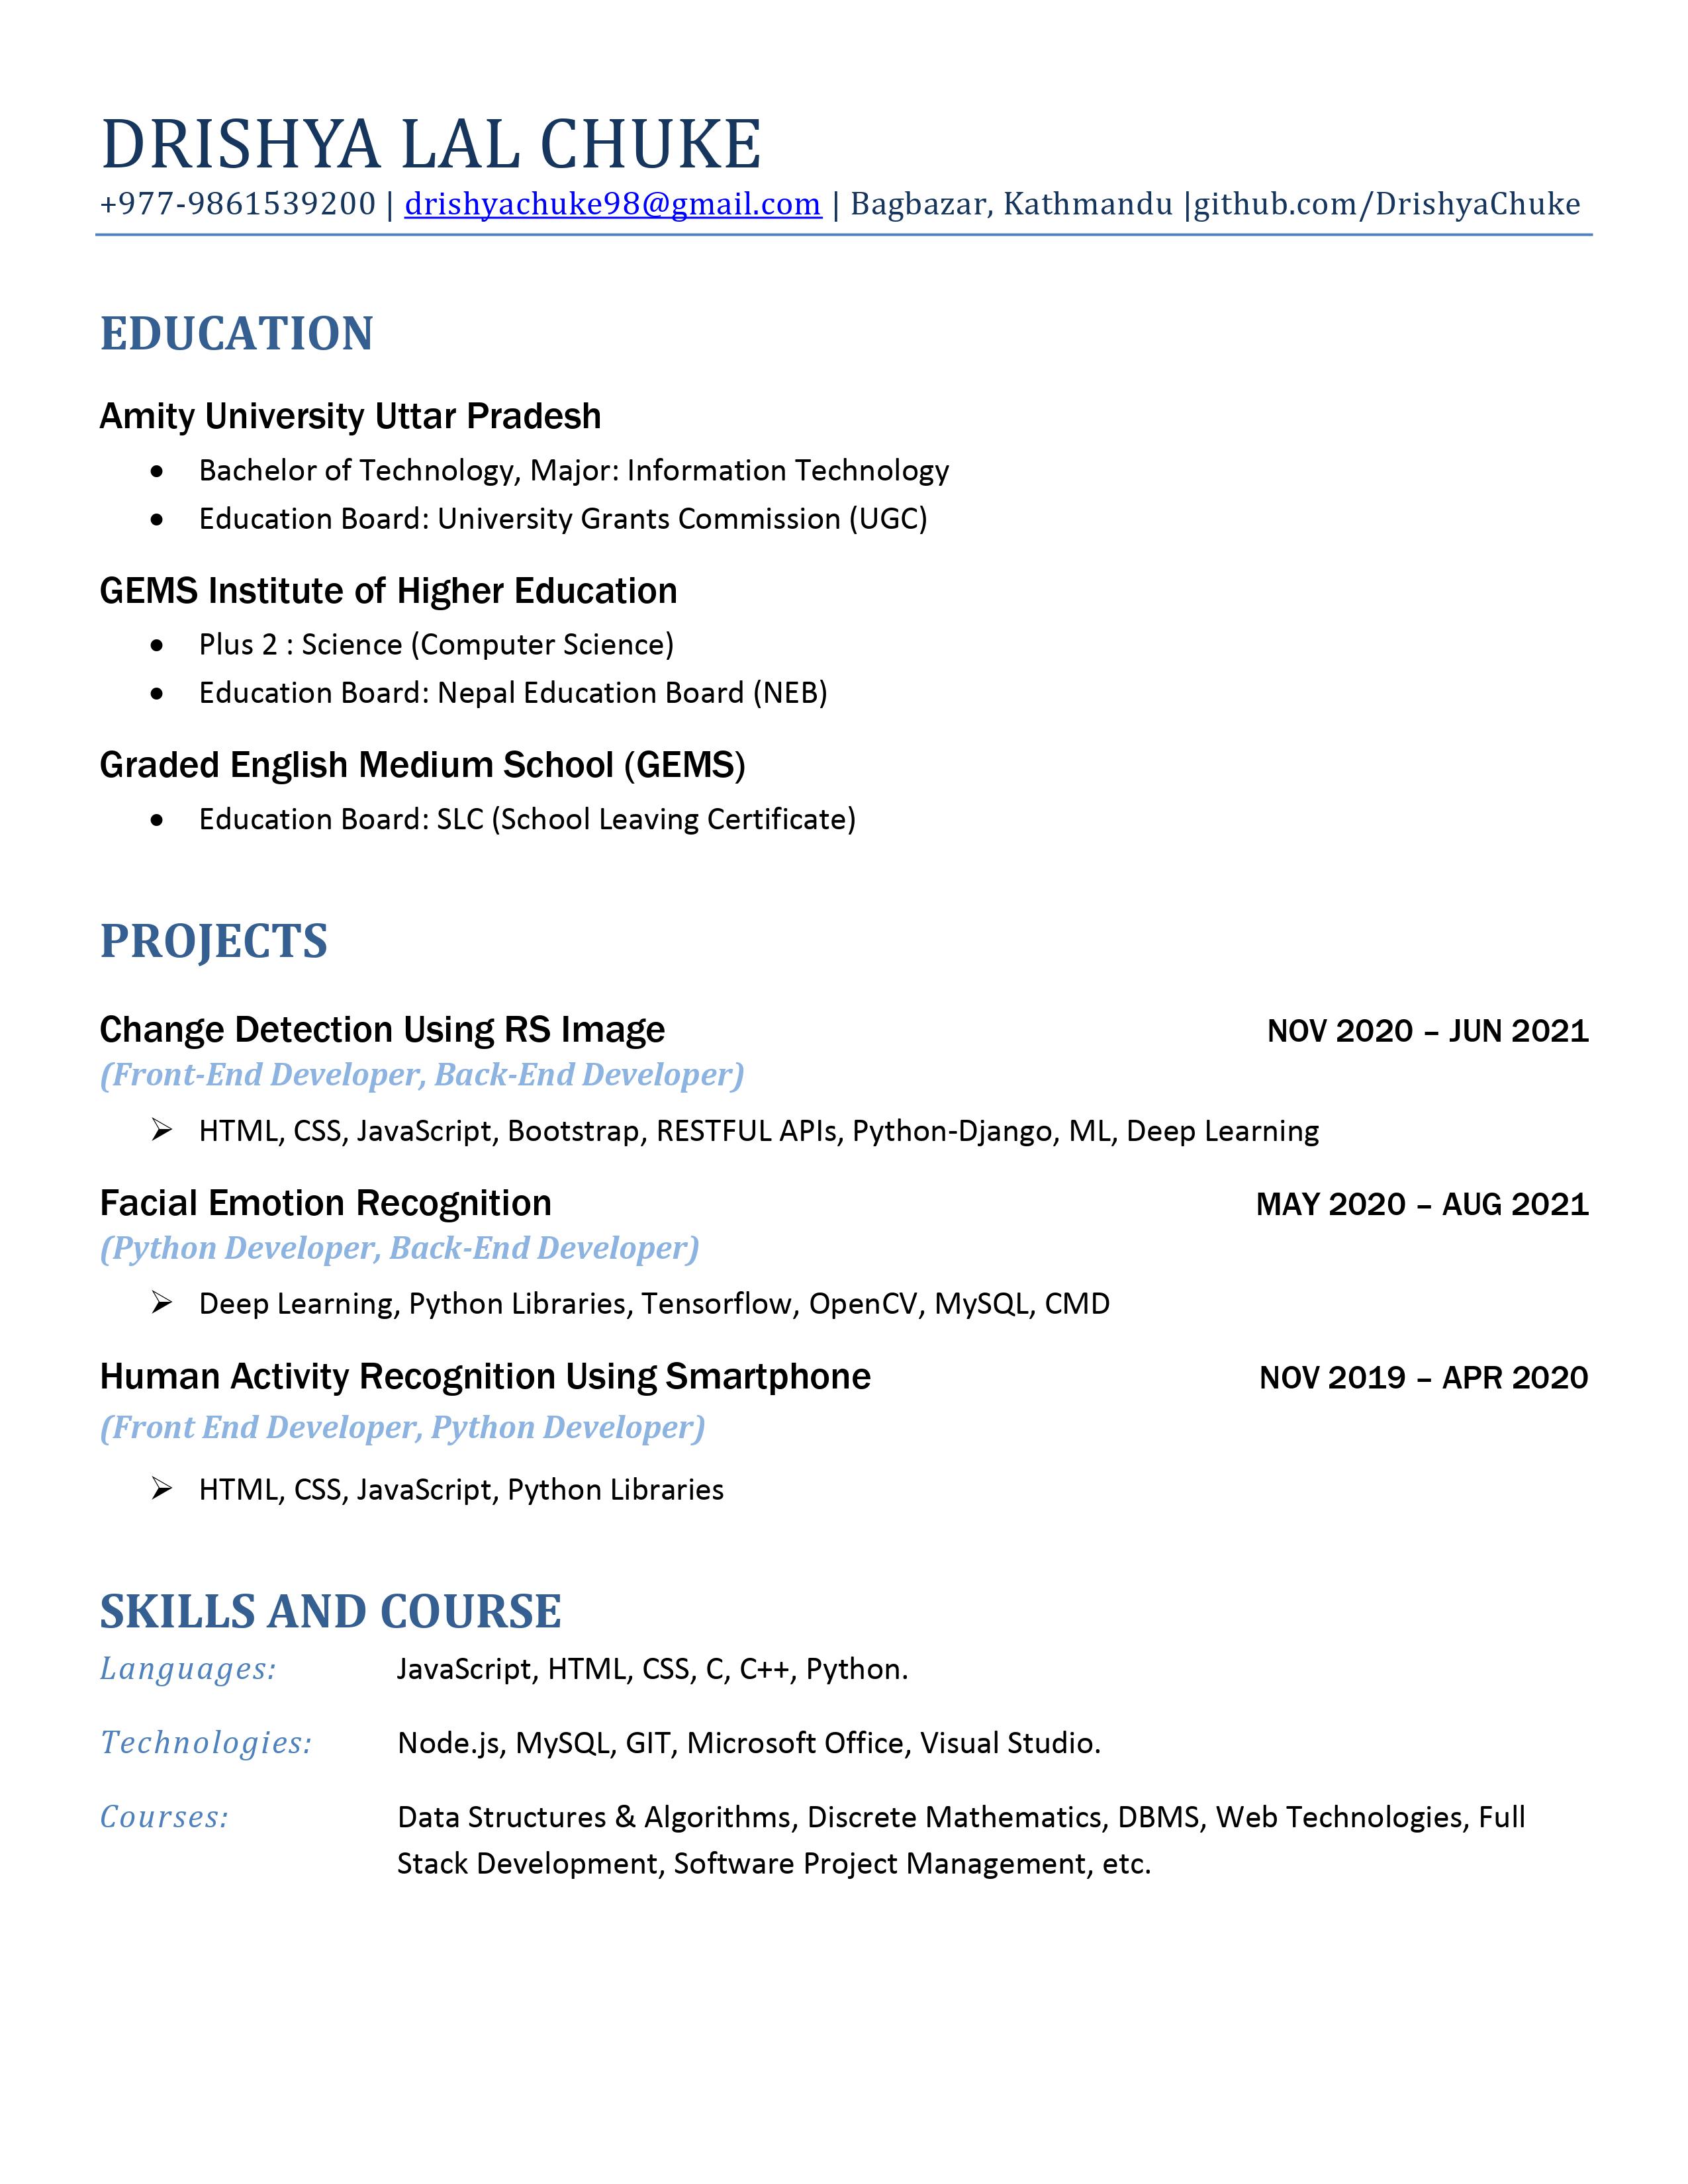 DRISHYA LAL CHUKE
+977-9861539200 | drishyachuke98@gmail.com | Bagbazar, Kathmandu |github.com/DrishyaChuke
EDUCATION
Amity University Uttar Pradesh
• Bachelor of Technology, Major: Information Technology
• Education Board: University Grants Commission (UGC)
GEMS Institute of Higher Education
• Plus 2 : Science (Computer Science)
• Education Board: Nepal Education Board (NEB)
Graded English Medium School (GEMS)
• Education Board: SLC (School Leaving Certificate)
PROJECTS
Change Detection Using RS Image NOV 2020 – JUN 2021
(Front-End Developer, Back-End Developer)
➢ HTML, CSS, JavaScript, Bootstrap, RESTFUL APIs, Python-Django, ML, Deep Learning
Facial Emotion Recognition MAY 2020 – AUG 2021
(Python Developer, Back-End Developer)
➢ Deep Learning, Python Libraries, Tensorflow, OpenCV, MySQL, CMD
Human Activity Recognition Using Smartphone NOV 2019 – APR 2020
(Front End Developer, Python Developer)
➢ HTML, CSS, JavaScript, Python Libraries
SKILLS AND COURSE
Languages: JavaScript, HTML, CSS, C, C++, Python.
Technologies: Node.js, MySQL, GIT, Microsoft Office, Visual Studio.
Courses: Data Structures & Algorithms, Discrete Mathematics, DBMS, Web Technologies, Full
Stack Development, Software Project Management, etc.